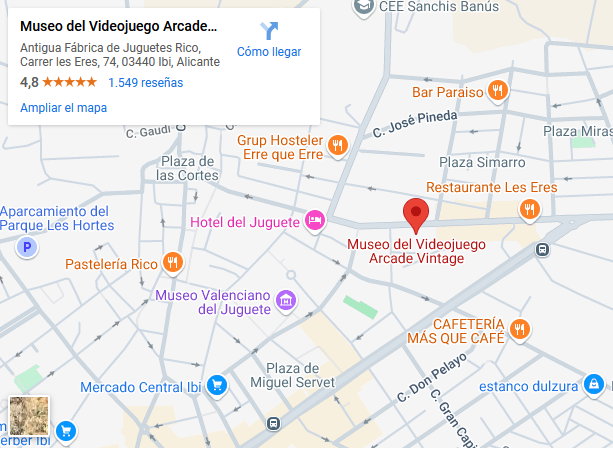 Museo del Videojuego Arcade…
Antigua Fábrica de Juguetes Rico,
Carrer les Eres, 74, 03440 Ibi, Alicante
4,8
1.549 reseñas
Ampliar el mapa
Cómo llegar
CEE Sanchis Banús
Bar Paraiso
C. José Pineda
C. Gaudí
Grup Hosteler
Erre que Erre
Plaza de
las Cortes
Plaza Miras
Plaza Simarro
Restaurante Les Eres
Aparcamiento del
Parque Les Hortes
P
Hotel del Juguete
Museo del Videojuego
Arcade Vintage
Pastelería Rico
Museo Valenciano
del Juguete
CAFETERÍA
MÁS QUE CAFÉ
Plaza de
Miguel Servet
C. Don Pelayo
Mercado Central Ibi
estanco dulzura
C. Gran Capi
erber Ibi